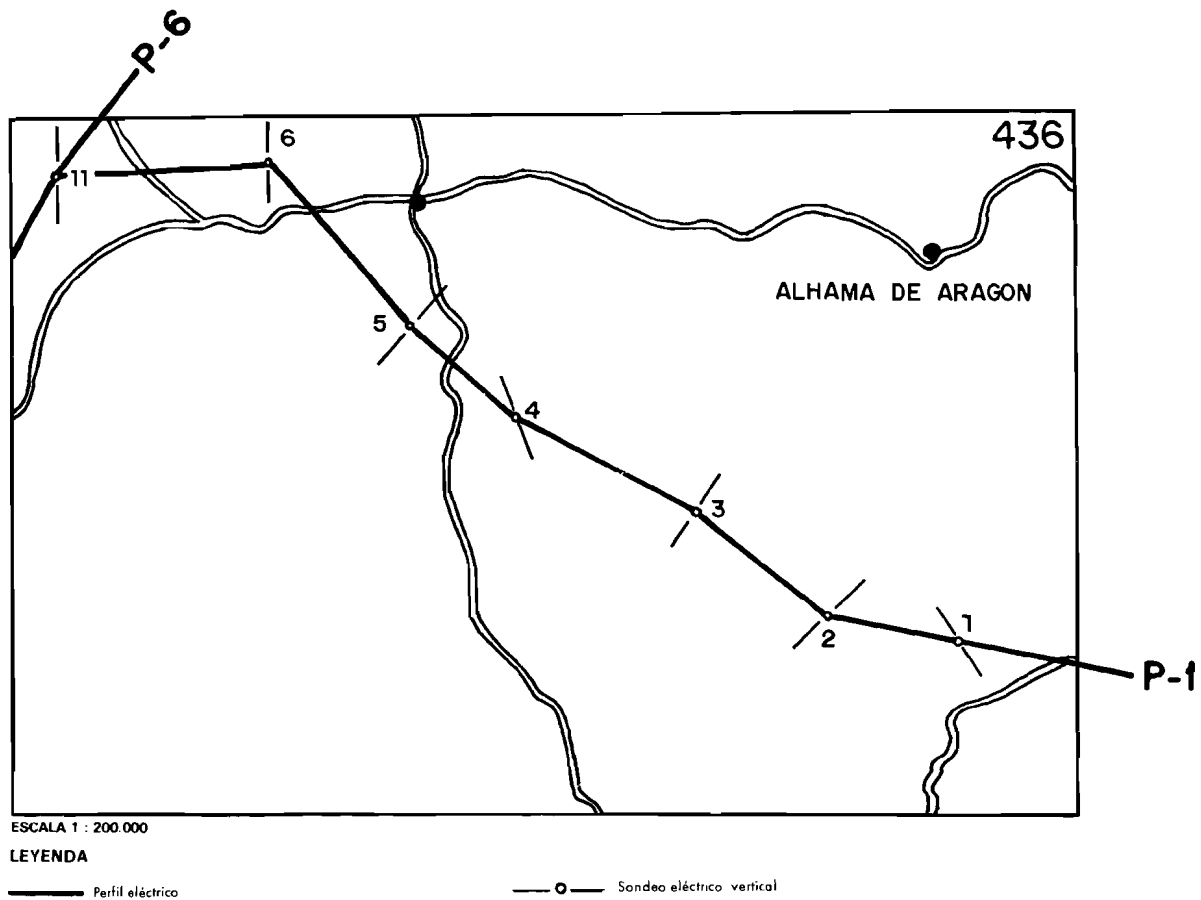 P-6
436
6
11
ALHAMA DE ARAGON
5
4
3
2
1
P-1
ESCALA 1 : 200.000
LEYENDA
Perfil eléctrico
Sondeo eléctrico vertical